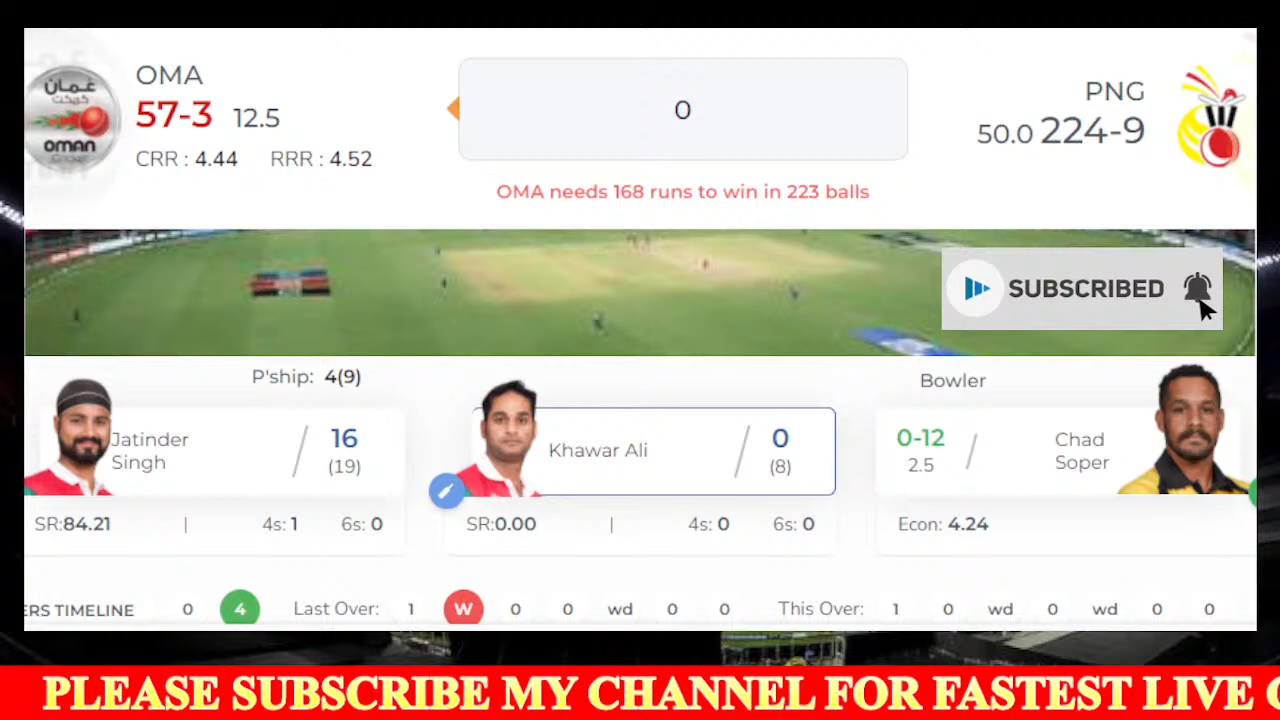 عُمان
كريكت
oman
Cricket
OMA
57-3 12.5
CRR : 4.44 RRR : 4.52
0
OMA needs 168 runs to win in 223 balls
PNG
50.0 224-9
SUBSCRIBED
P'ship: 4(9)
Jatinder
Singh
16
(19)
SR:84.21 | 4s: 1 6s: 0
Khawar Ali
0
(8)
SR:0.00 | 4s: 0 6s: 0
Bowler
0-12
2.5
Chad
Soper
Econ: 4.24
ERS TIMELINE 0 4 Last Over: 1 W 0 0 wd 0 0 This Over: 1 0 wd 0 wd 0 0
PLEASE SUBSCRIBE MY CHANNEL FOR FASTEST LIVE